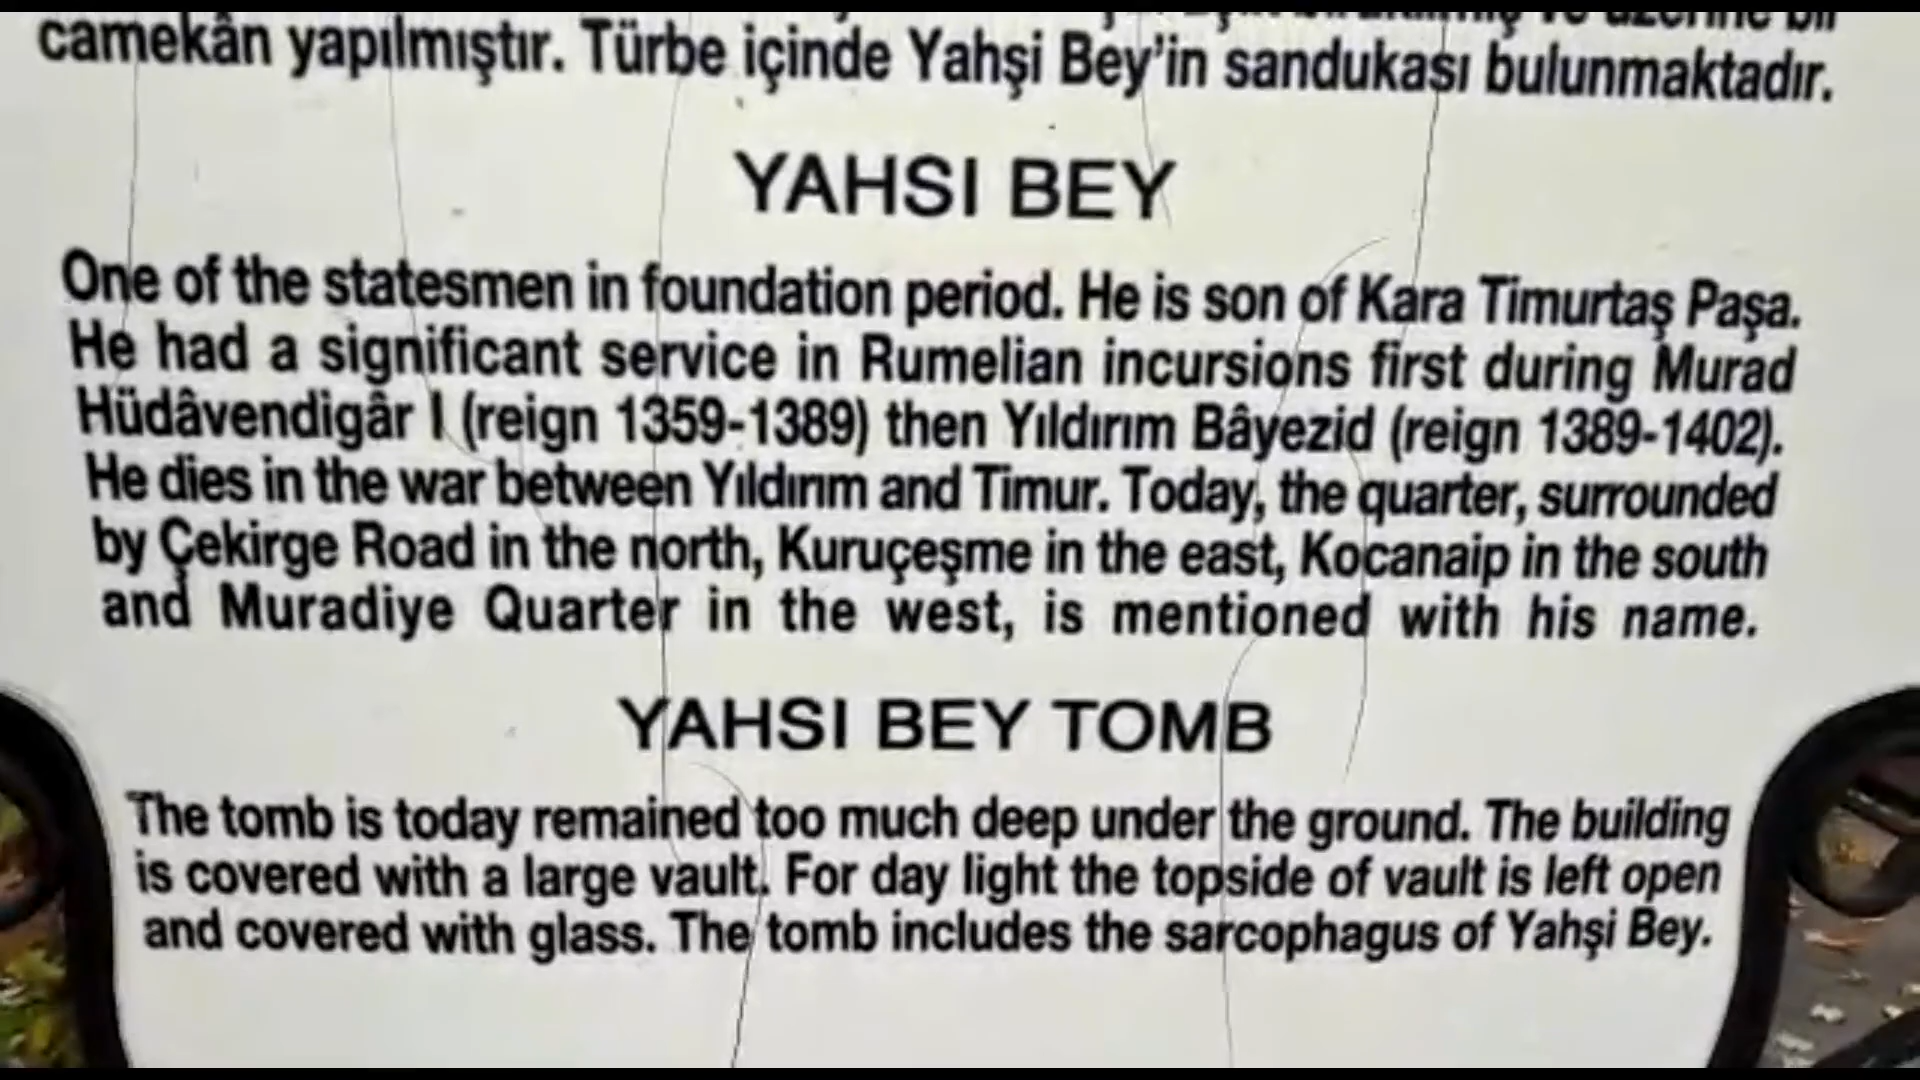 camekân yapılmıştır. Türbe içinde Yahşi Bey'in sandukası bulunmaktadır.
YAHSI BEY
One of the statesmen in foundation period. He is son of Kara Timurtaş Paşa.
He had a significant service in Rumelian incursions first during Murad
Hüdâvendigâr I (reign 1359-1389) then Yıldırım Bâyezid (reign 1389-1402).
He dies in the war between Yıldırım and Timur. Today, the quarter, surrounded
by Çekirge Road in the north, Kuruçeşme in the east, Kocanaip in the south
and Muradiye Quarter in the west, is mentioned with his name.
YAHSI BEY TOMB
The tomb is today remained too much deep under the ground. The building
is covered with a large vault. For day light the topside of vault is left open
and covered with glass. The tomb includes the sarcophagus of Yahşi Bey.